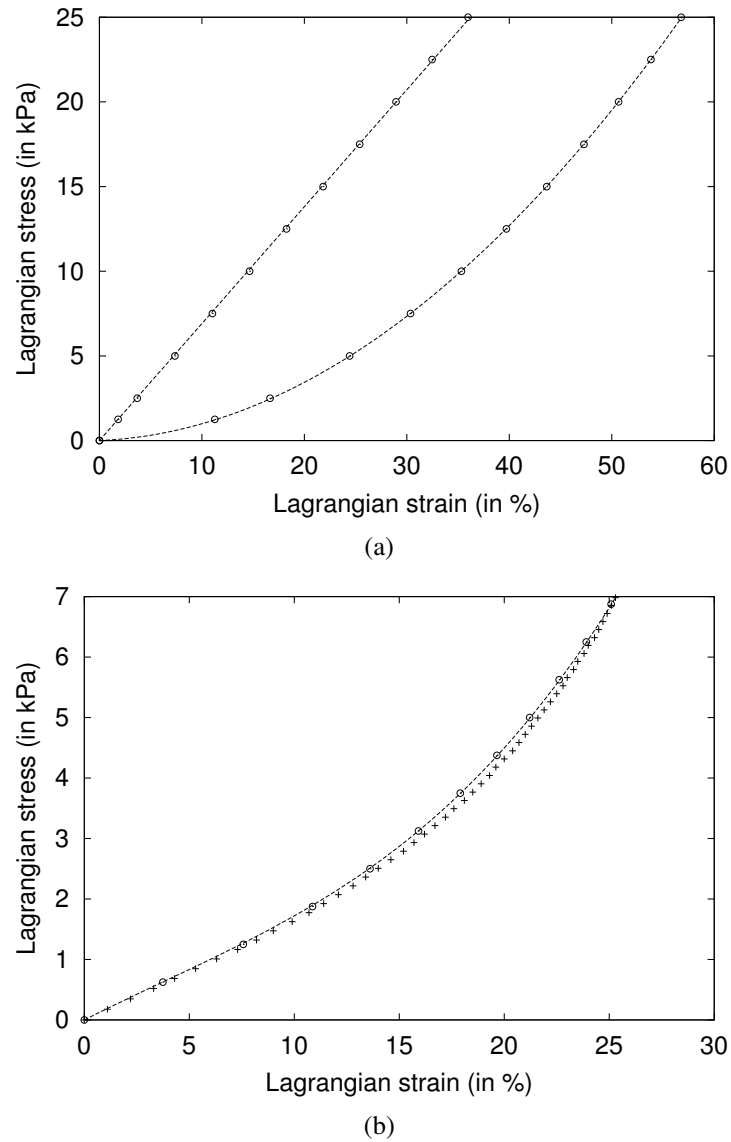 25
20
15
10
5
0
Lagrangian stress (in kPa)
0 10 20 30 40 50 60
Lagrangian strain (in %)
(a)
7
6
5
4
3
2
1
0
Lagrangian stress (in kPa)
0 5 10 15 20 25 30
Lagrangian strain (in %)
(b)